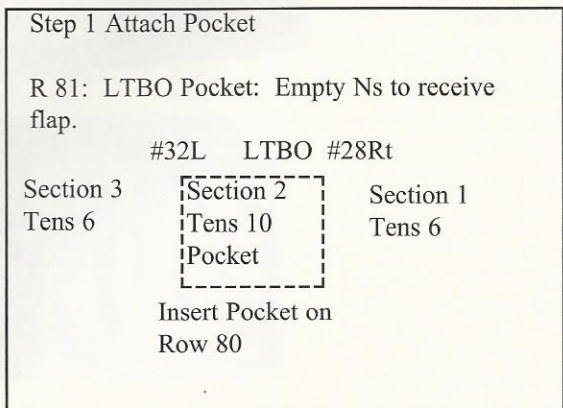 Step 1 Attach Pocket
R 81: LTBO Pocket: Empty Ns to receive
flap.
#32L LTBO #28Rt
Section 3
Tens 6
Section 2
Tens 10
Pocket
Section 1
Tens 6
Insert Pocket on
Row 80